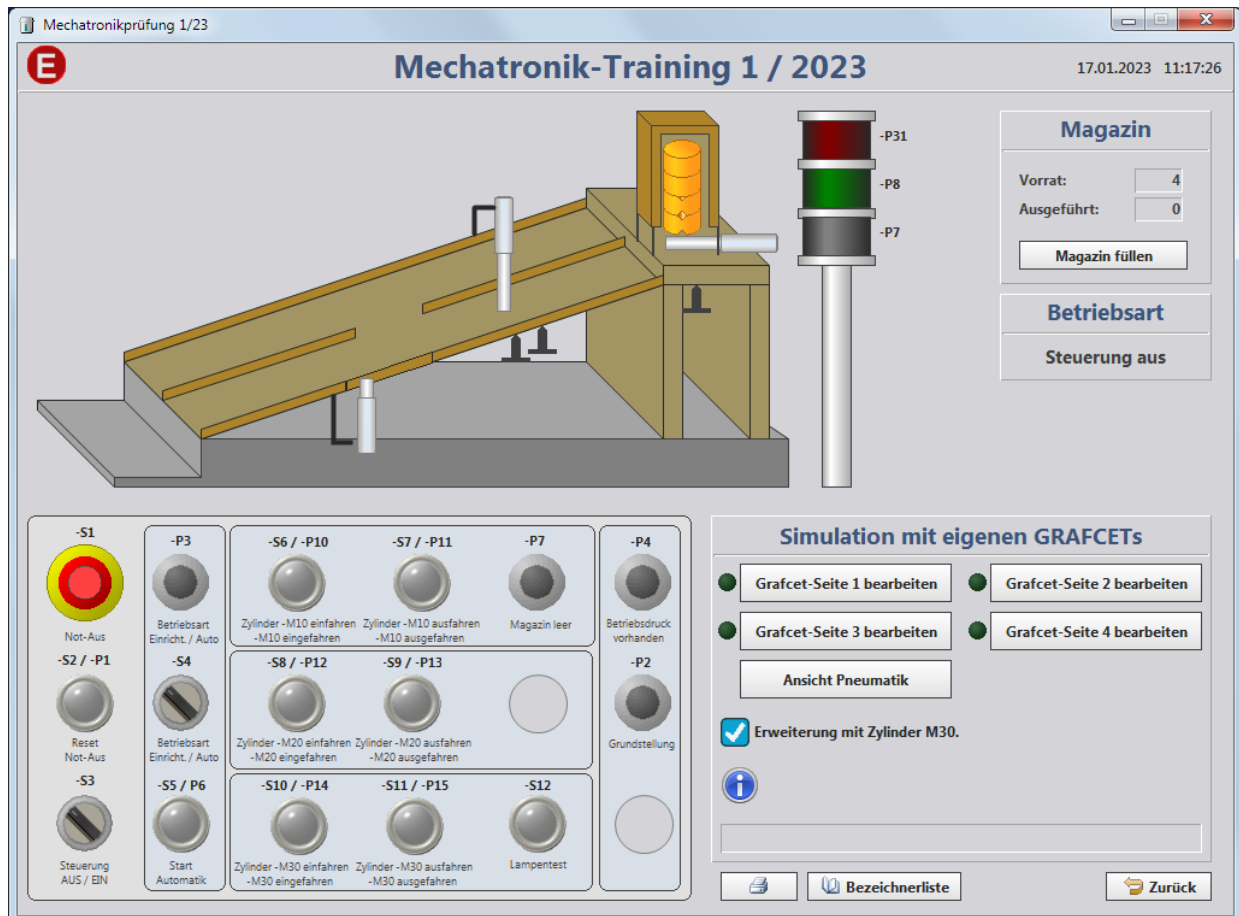 Mechatronikprüfung 1/23
E
Mechatronik-Training 1 / 2023
17.01.2023 11:17:26
-P31
-P8
-P7
Magazin
Vorrat: 4
Ausgeführt: 0
Magazin füllen
Betriebsart
Steuerung aus
-S1
Not-Aus
-S2 / -P1
Reset
Not-Aus
-S3
Steuerung
AUS / EIN
-P3
Betriebsart
Einricht. / Auto
-S4
Betriebsart
Einricht. / Auto
-S5 / P6
Start
Automatik
-S6 / -P10
Zylinder -M10 einfahren
-M10 eingefahren
-S7 / -P11
Zylinder -M10 ausfahren
-M10 ausgefahren
-P7
Magazin leer
-S8 / -P12
Zylinder -M20 einfahren
-M20 eingefahren
-S9 / -P13
Zylinder -M20 ausfahren
-M20 ausgefahren
-S10 / -P14
Zylinder -M30 einfahren
-M30 eingefahren
-S11 / -P15
Zylinder -M30 ausfahren
-M30 ausgefahren
-S12
Lampentest
-P4
Betriebsdruck
vorhanden
-P2
Grundstellung
Simulation mit eigenen GRAFCETs
Grafcet-Seite 1 bearbeiten
Grafcet-Seite 2 bearbeiten
Grafcet-Seite 3 bearbeiten
Grafcet-Seite 4 bearbeiten
Ansicht Pneumatik
Erweiterung mit Zylinder M30.
i
Bezeichnerliste
Zurück